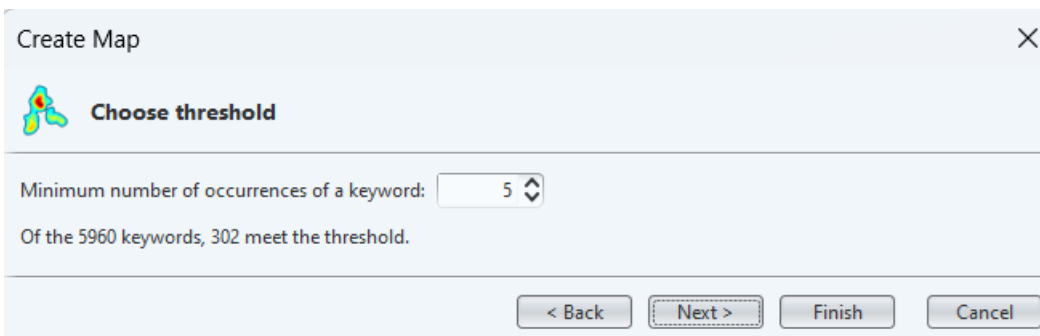 Create Map
Choose threshold
Minimum number of occurrences of a keyword: 5
Of the 5960 keywords, 302 meet the threshold.
< Back Next > Finish Cancel